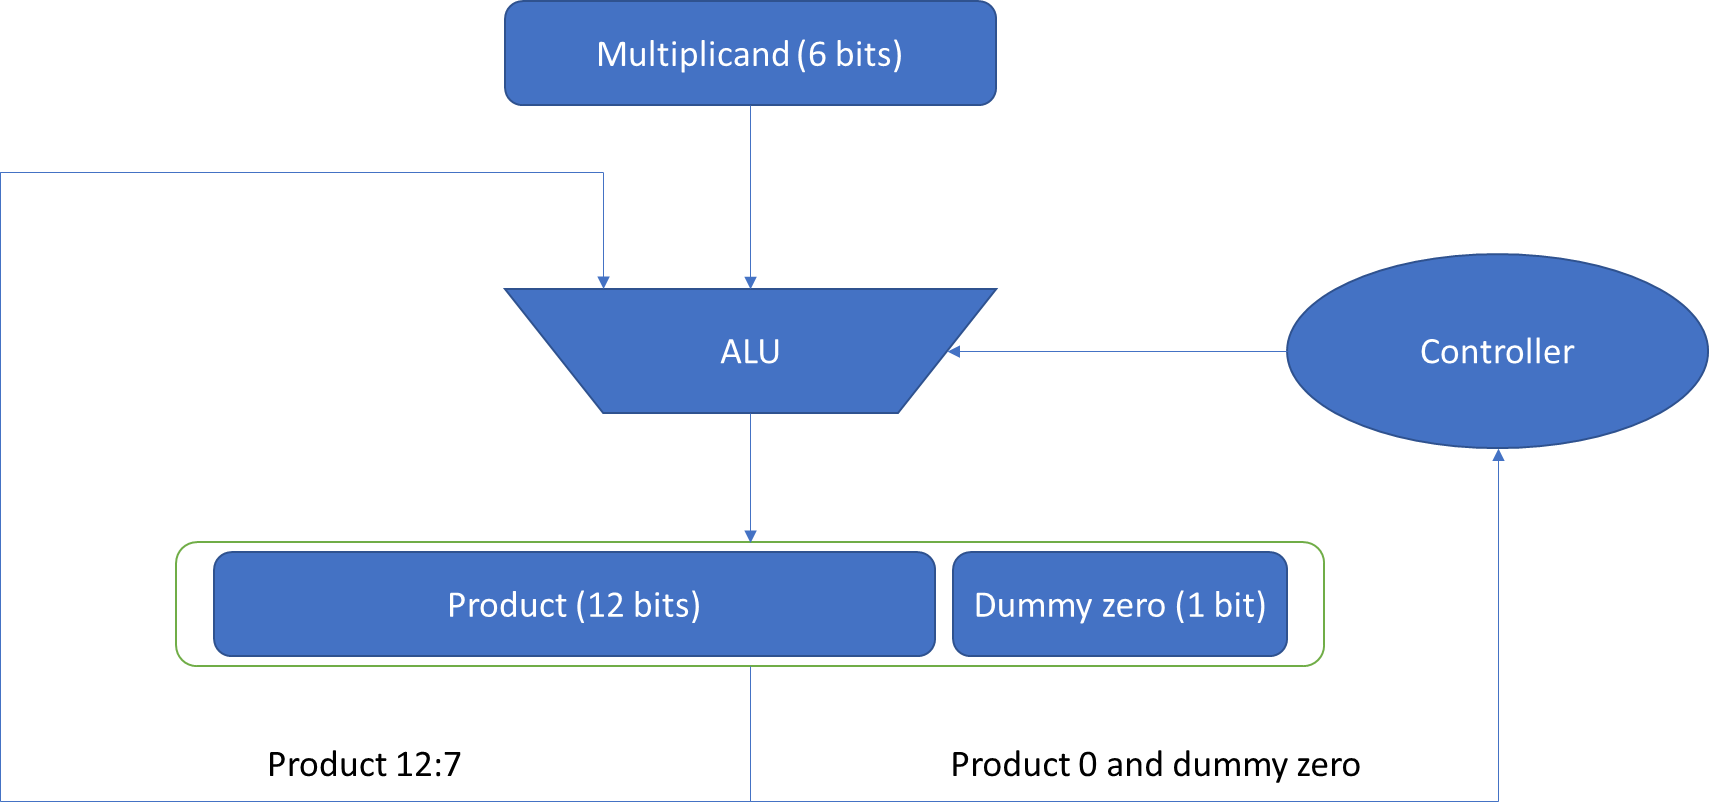 Multiplicand (6 bits)
ALU
Controller
Product (12 bits)
Dummy zero (1 bit)
Product 12:7
Product 0 and dummy zero